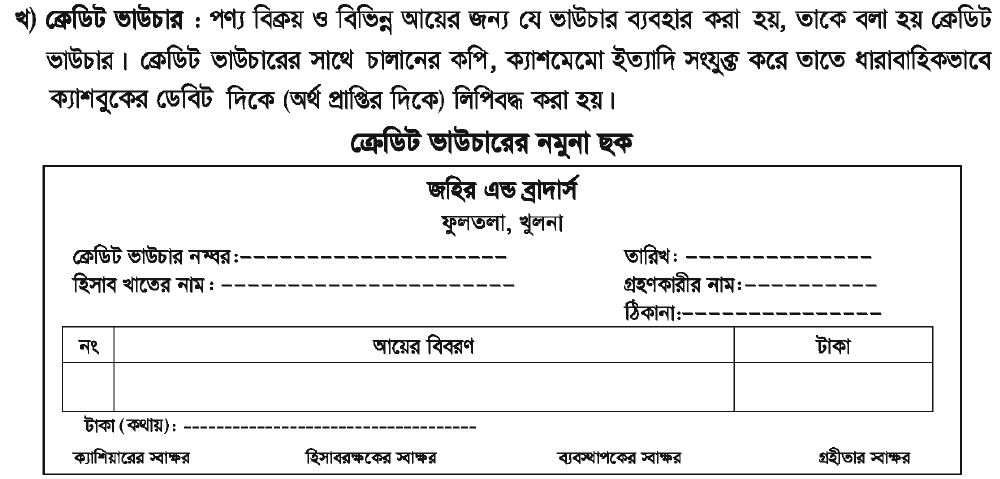 খ) ক্রেডিট ভাউচার : পণ্য বিক্রয় ও বিভিন্ন আয়ের জন্য যে ভাউচার ব্যবহার করা হয়, তাকে বলা হয় ক্রেডিট
ভাউচার। ক্রেডিট ভাউচারের সাথে চালানের কপি, ক্যাশমেমো ইত্যাদি সংযুক্ত করে তাতে ধারাবাহিকভাবে
ক্যাশবুকের ডেবিট দিকে (অর্থ প্রাপ্তির দিকে) লিপিবদ্ধ করা হয়।
ক্রেডিট ভাউচারের নমুনা ছক
জহির এন্ড ব্রাদার্স
ফুলতলা, খুলনা
ক্রেডিট ভাউচার নম্বর:-------------------- তারিখ: --------------
হিসাব খাতের নাম : ---------------------- গ্রহণকারীর নাম:----------
ঠিকানা:---------------
নং আয়ের বিবরণ টাকা
টাকা (কথায়): ------------------------------------
ক্যাশিয়ারের স্বাক্ষর হিসাবরক্ষকের স্বাক্ষর ব্যবস্থাপকের স্বাক্ষর গ্রহীতার স্বাক্ষর